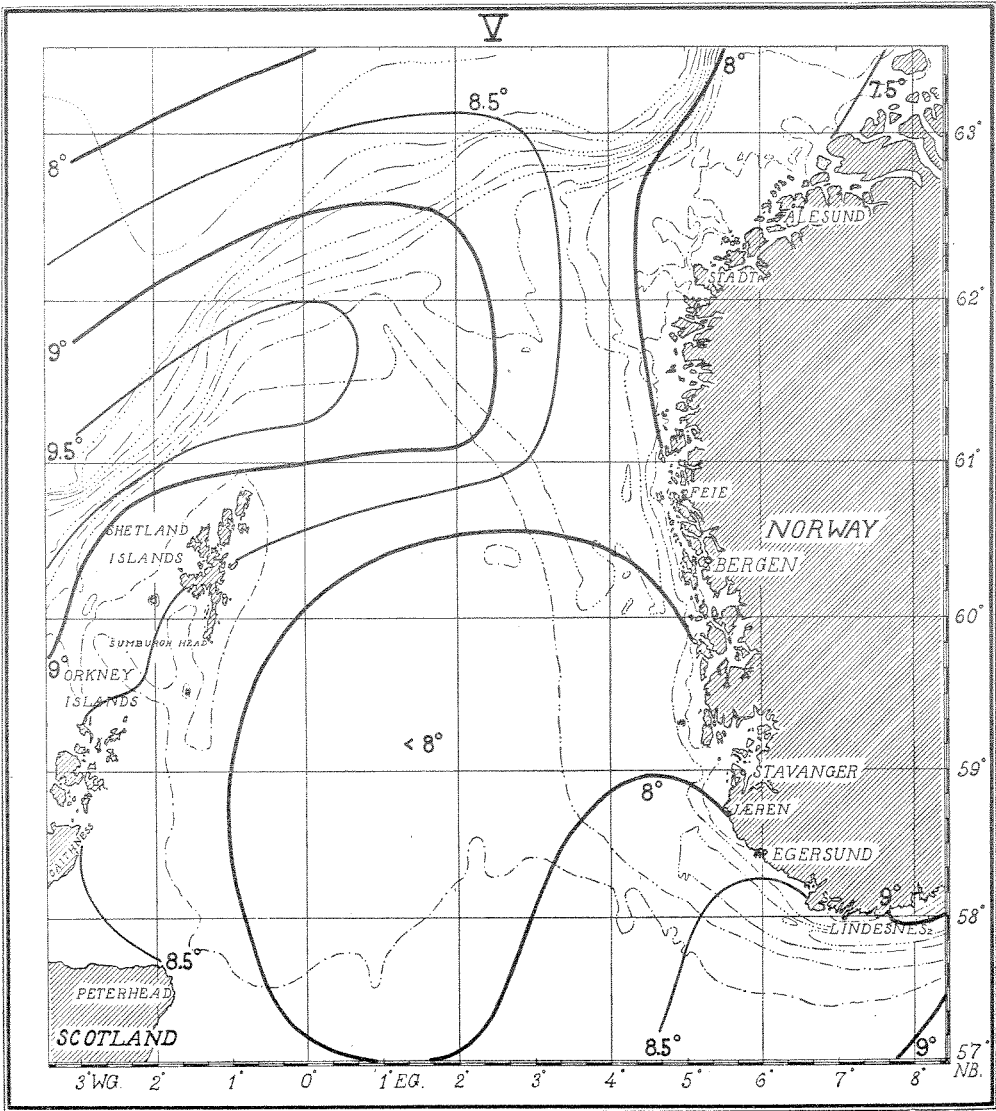 V
8°
7.5°
8.5°
63°
8°
ÅLESUND
STADT
62°
9°
9.5°
61°
FEIE
SHETLAND
ISLANDS
NORWAY
BERGEN
60°
SUMBURGH HEAD
9°
ORKNEY
ISLANDS
< 8°
59°
STAVANGER
8°
JÆREN
CAITHNESS
EGERSUND
9°
58°
LINDESNES
8.5°
PETERHEAD
SCOTLAND
8.5°
9°
57°
NB.
3°WG. 2° 1° 0° 1°EG. 2° 3° 4° 5° 6° 7° 8°